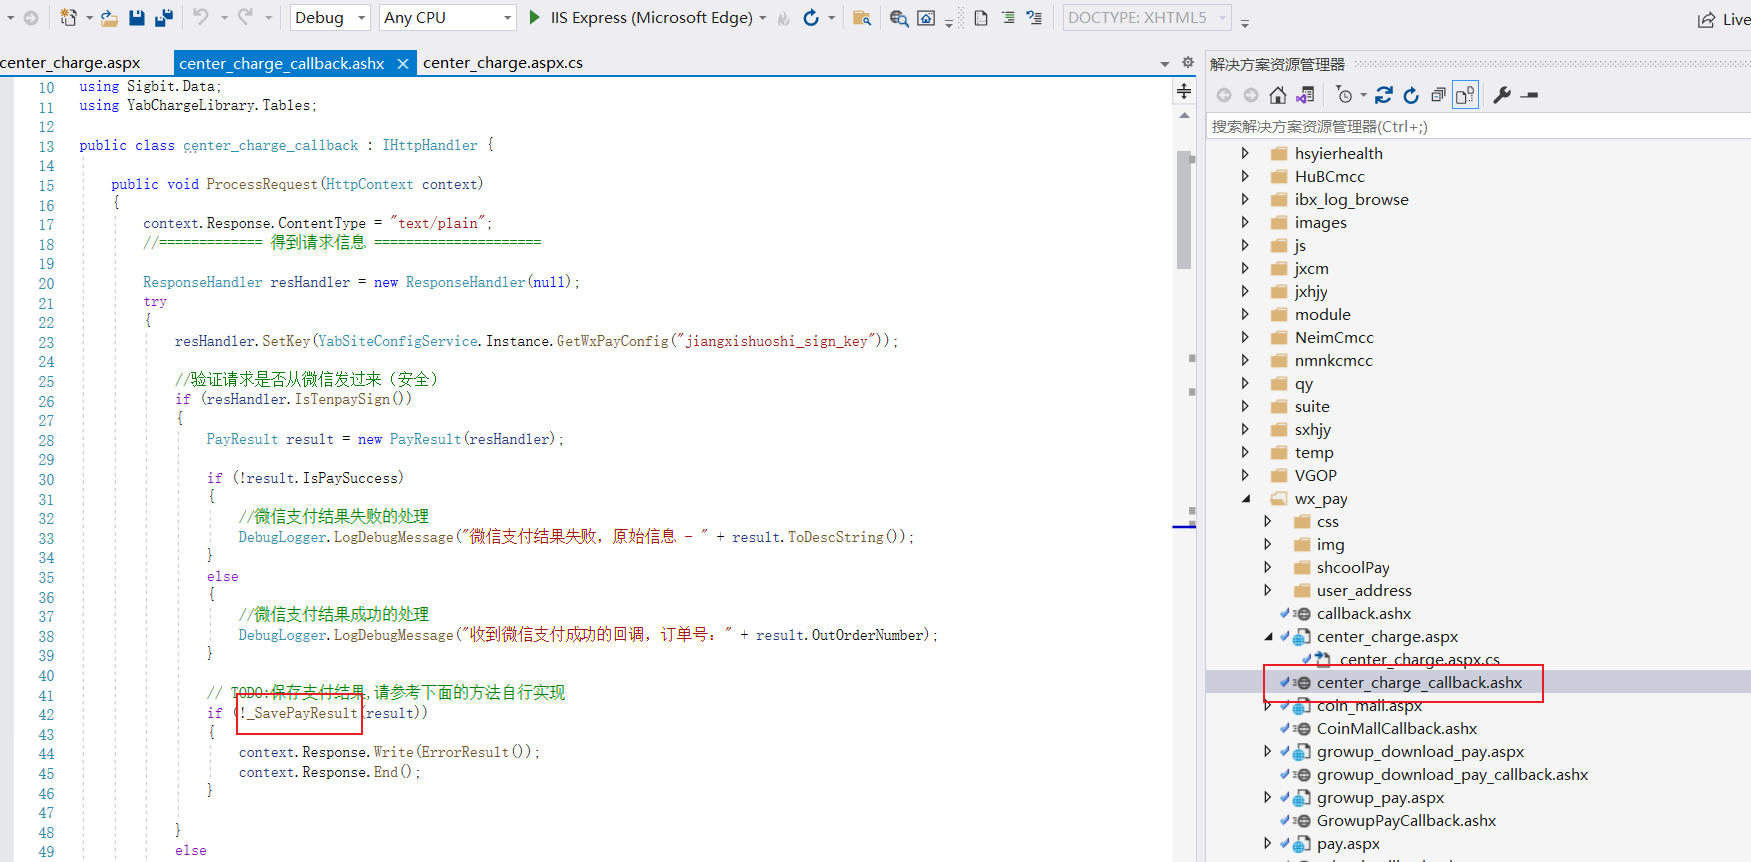 Debug
Any CPU
IIS Express (Microsoft Edge)
DOCTYPE: XHTML5
Live
center_charge.aspx
center_charge_callback.ashx
center_charge.aspx.cs
10 using Sigbit.Data;
11 using YabChargeLibrary.Tables;
12
13 public class center_charge_callback : IHttpHandler {
14
15 public void ProcessRequest(HttpContext context)
16 {
17 context.Response.ContentType = "text/plain";
18 //============= 得到请求信息 =====================
19
20 ResponseHandler resHandler = new ResponseHandler(null);
21 try
22 {
23 resHandler.SetKey(YabSiteConfigService.Instance.GetWxPayConfig("jiangxishuoshi_sign_key"));
24
25 //验证请求是否从微信发过来（安全）
26 if (resHandler.IsTenpaySign())
27 {
28 PayResult result = new PayResult(resHandler);
29
30 if (!result.IsPaySuccess)
31 {
32 //微信支付结果失败的处理
33 DebugLogger.LogDebugMessage("微信支付结果失败，原始信息 - " + result.ToDescString());
34 }
35 else
36 {
37 //微信支付结果成功的处理
38 DebugLogger.LogDebugMessage("收到微信支付成功的回调，订单号：" + result.OutOrderNumber);
39 }
40
41 // TODO:保存支付结果,请参考下面的方法自行实现
42 if (!_SavePayResult(result))
43 {
44 context.Response.Write(ErrorResult());
45 context.Response.End();
46 }
47
48 }
49 else
解决方案资源管理器
搜索解决方案资源管理器(Ctrl+;)
hsyierhealth
HuBCmcc
ibx_log_browse
images
js
jxcm
jxhjy
module
NeimCmcc
nmnkcmcc
qy
suite
sxhjy
temp
VGOP
wx_pay
css
img
shcoolPay
user_address
callback.ashx
center_charge.aspx
center_charge.aspx.cs
center_charge_callback.ashx
coin_mall.aspx
CoinMallCallback.ashx
growup_download_pay.aspx
growup_download_pay_callback.ashx
growup_pay.aspx
GrowupPayCallback.ashx
pay.aspx